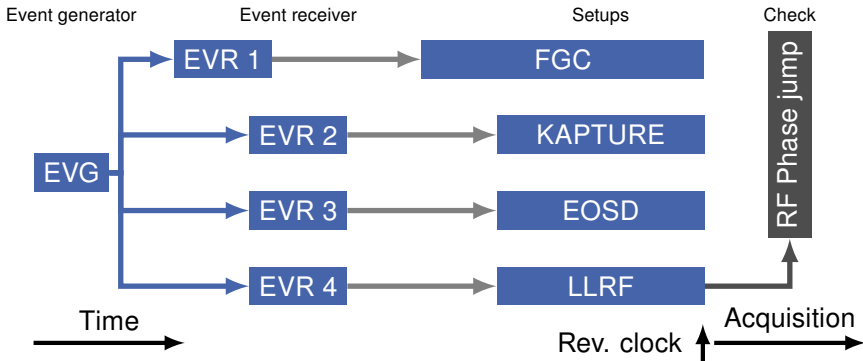 Event generator
Event receiver
Setups
Check
EVR 1
FGC
RF Phase jump
EVR 2
KAPTURE
EVG
EVR 3
EOSD
EVR 4
LLRF
Time
Rev. clock
Acquisition